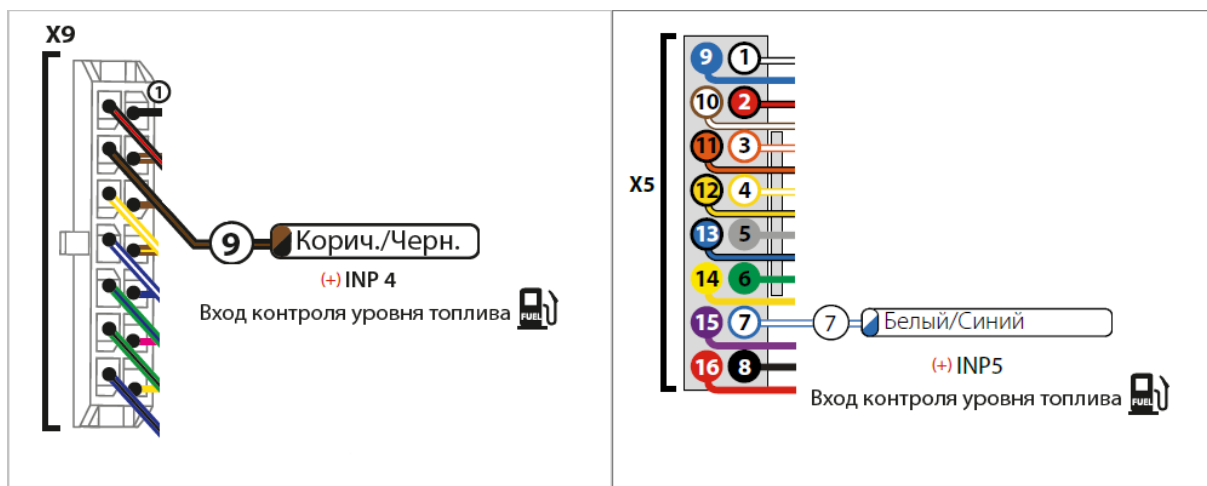 X9
1
9
Корич./Черн.
(+) INP 4
Вход контроля уровня топлива
FUEL
X5
9 1
10 2
11 3
12 4
13 5
14 6
15 7
16 8
7
Белый/Синий
(+) INP5
Вход контроля уровня топлива
FUEL